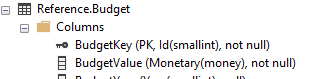 Reference.Budget
Columns
BudgetKey (PK, Id(smallint), not null)
BudgetValue (Monetary(money), not null)